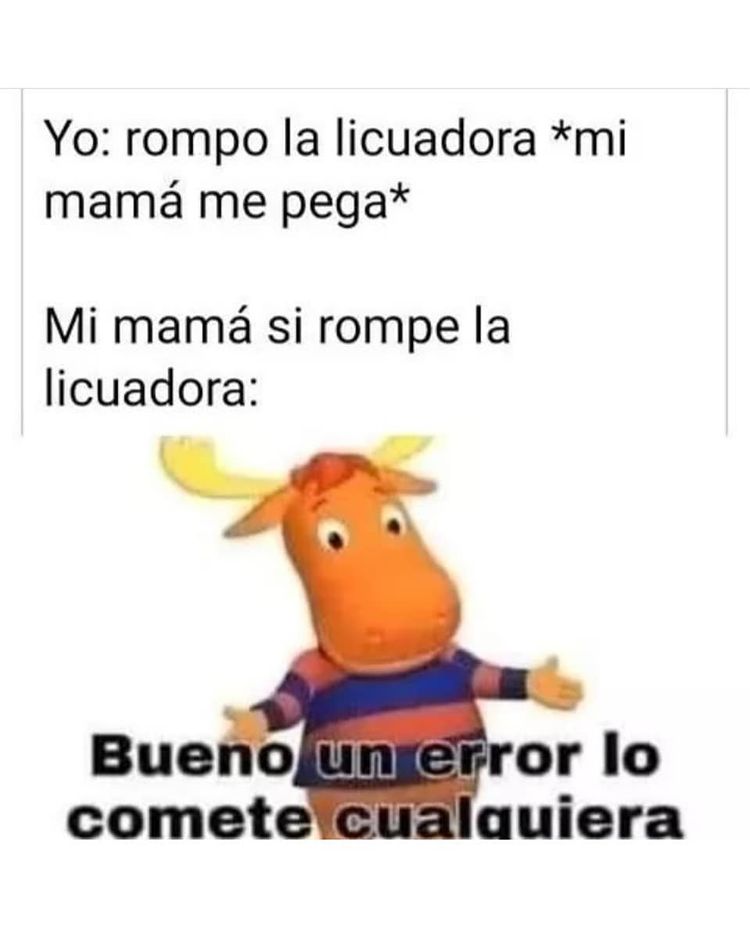 Yo: rompo la licuadora *mi
mamá me pega*
Mi mamá si rompe la
licuadora:
Bueno un error lo
comete cualquiera